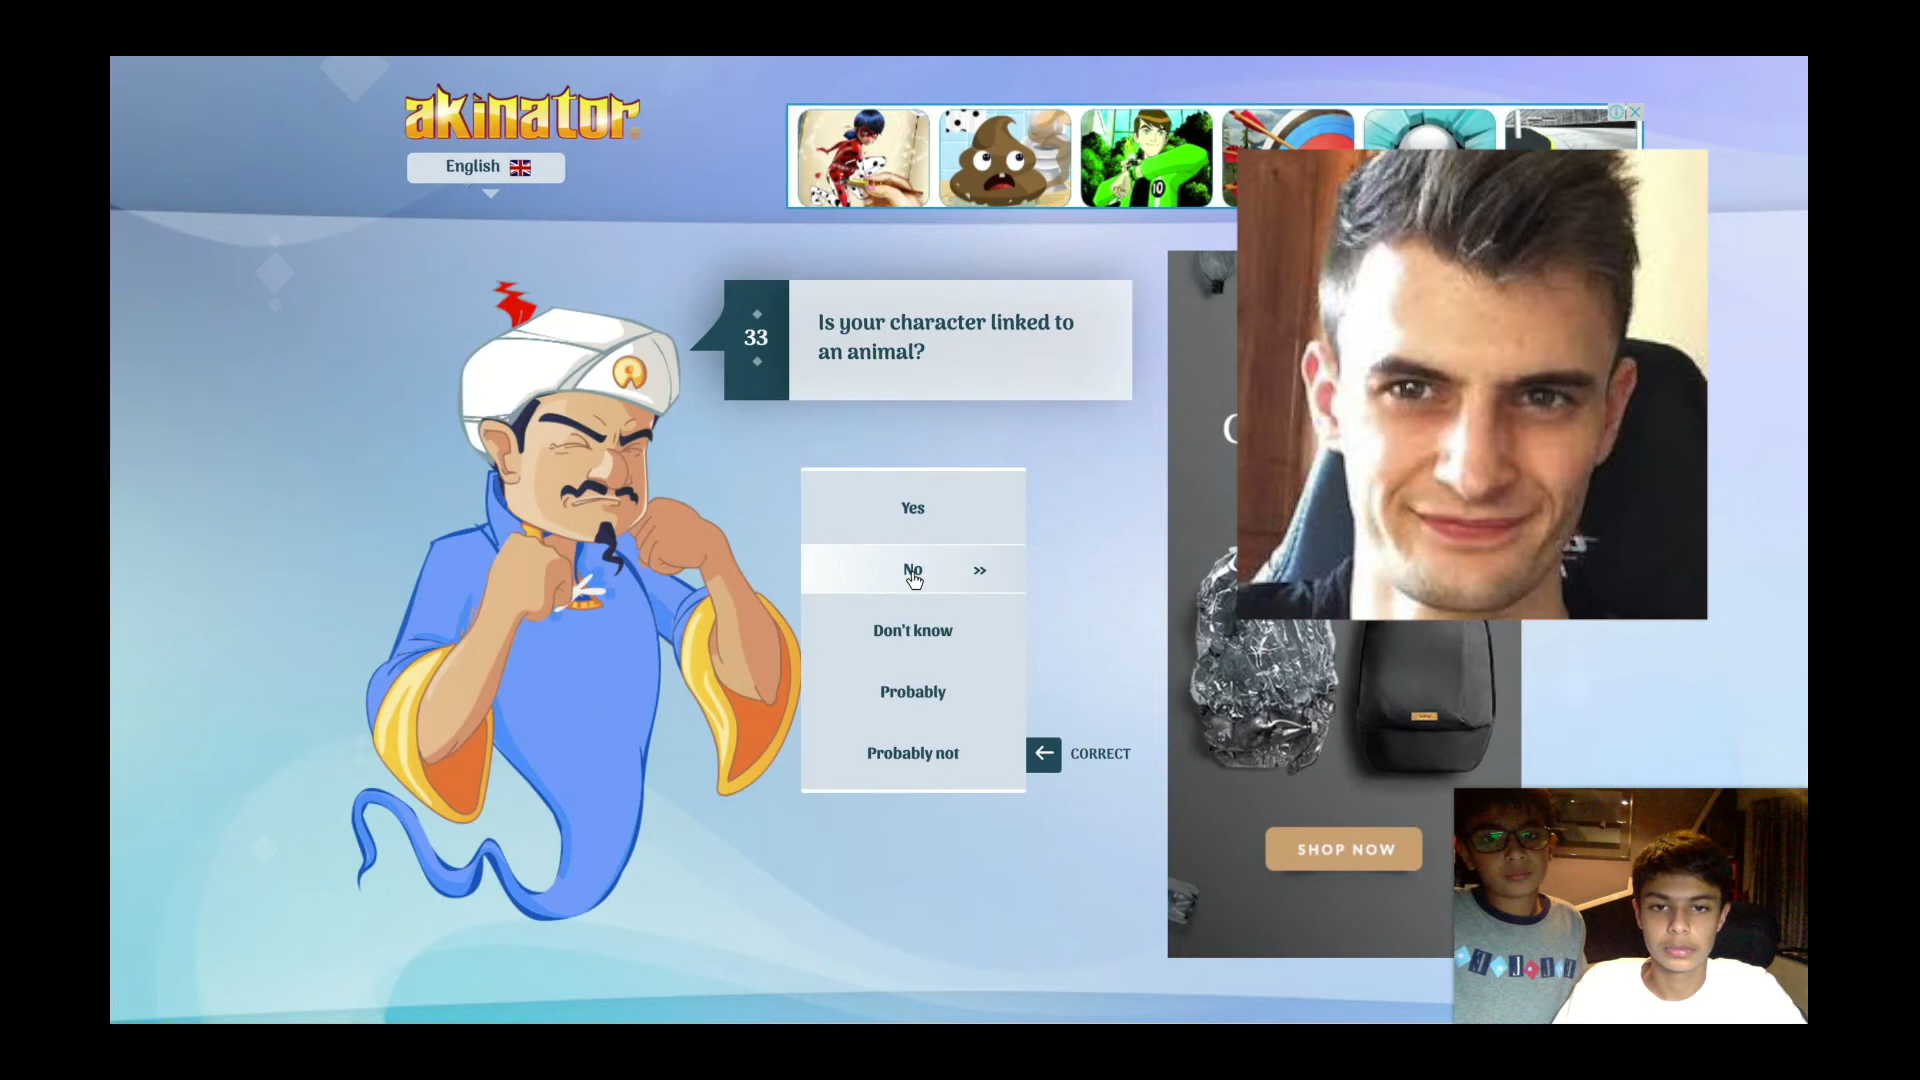 akinator
English
10
33
Is your character linked to
an animal?
Yes
No >>
Don't know
Probably
Probably not
CORRECT
SHOP NOW